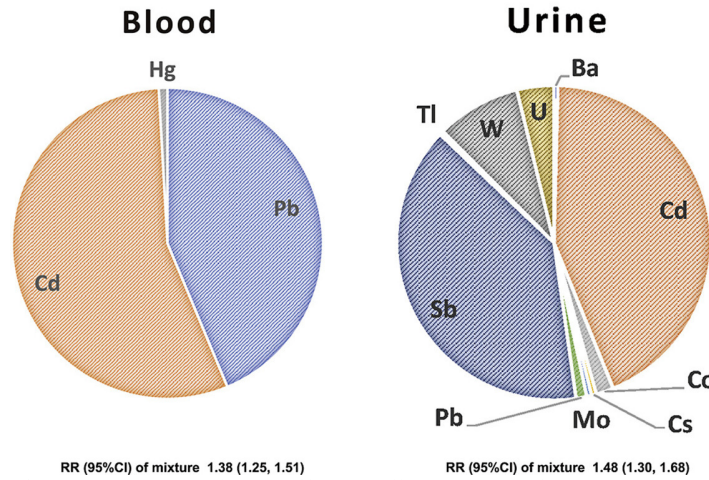 Blood
Urine
Hg
Pb
Cd
Ba
U
W
Tl
Cd
Sb
Co
Cs
Mo
Pb
RR (95%CI) of mixture 1.38 (1.25, 1.51)
RR (95%CI) of mixture 1.48 (1.30, 1.68)